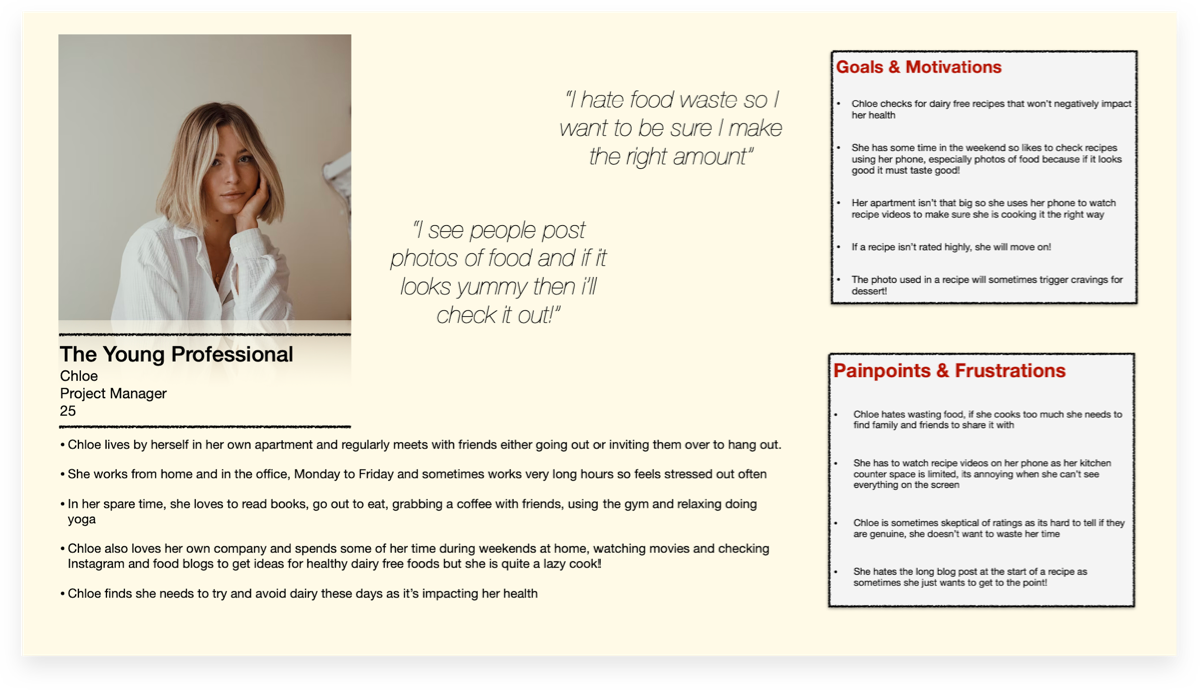 "I hate food waste so I
want to be sure I make
the right amount"
"I see people post
photos of food and if it
looks yummy then i'll
check it out!"
The Young Professional
Chloe
Project Manager
25
• Chloe lives by herself in her own apartment and regularly meets with friends either going out or inviting them over to hang out.
• She works from home and in the office, Monday to Friday and sometimes works very long hours so feels stressed out often
• In her spare time, she loves to read books, go out to eat, grabbing a coffee with friends, using the gym and relaxing doing
yoga
• Chloe also loves her own company and spends some of her time during weekends at home, watching movies and checking
Instagram and food blogs to get ideas for healthy dairy free foods but she is quite a lazy cook!
• Chloe finds she needs to try and avoid dairy these days as it's impacting her health
Goals & Motivations
• Chloe checks for dairy free recipes that won't negatively impact
her health
• She has some time in the weekend so likes to check recipes
using her phone, especially photos of food because if it looks
good it must taste good!
• Her apartment isn't that big so she uses her phone to watch
recipe videos to make sure she is cooking it the right way
• If a recipe isn't rated highly, she will move on!
• The photo used in a recipe will sometimes trigger cravings for
dessert!
Painpoints & Frustrations
• Chloe hates wasting food, if she cooks too much she needs to
find family and friends to share it with
• She has to watch recipe videos on her phone as her kitchen
counter space is limited, its annoying when she can't see
everything on the screen
• Chloe is sometimes skeptical of ratings as its hard to tell if they
are genuine, she doesn't want to waste her time
• She hates the long blog post at the start of a recipe as
sometimes she just wants to get to the point!